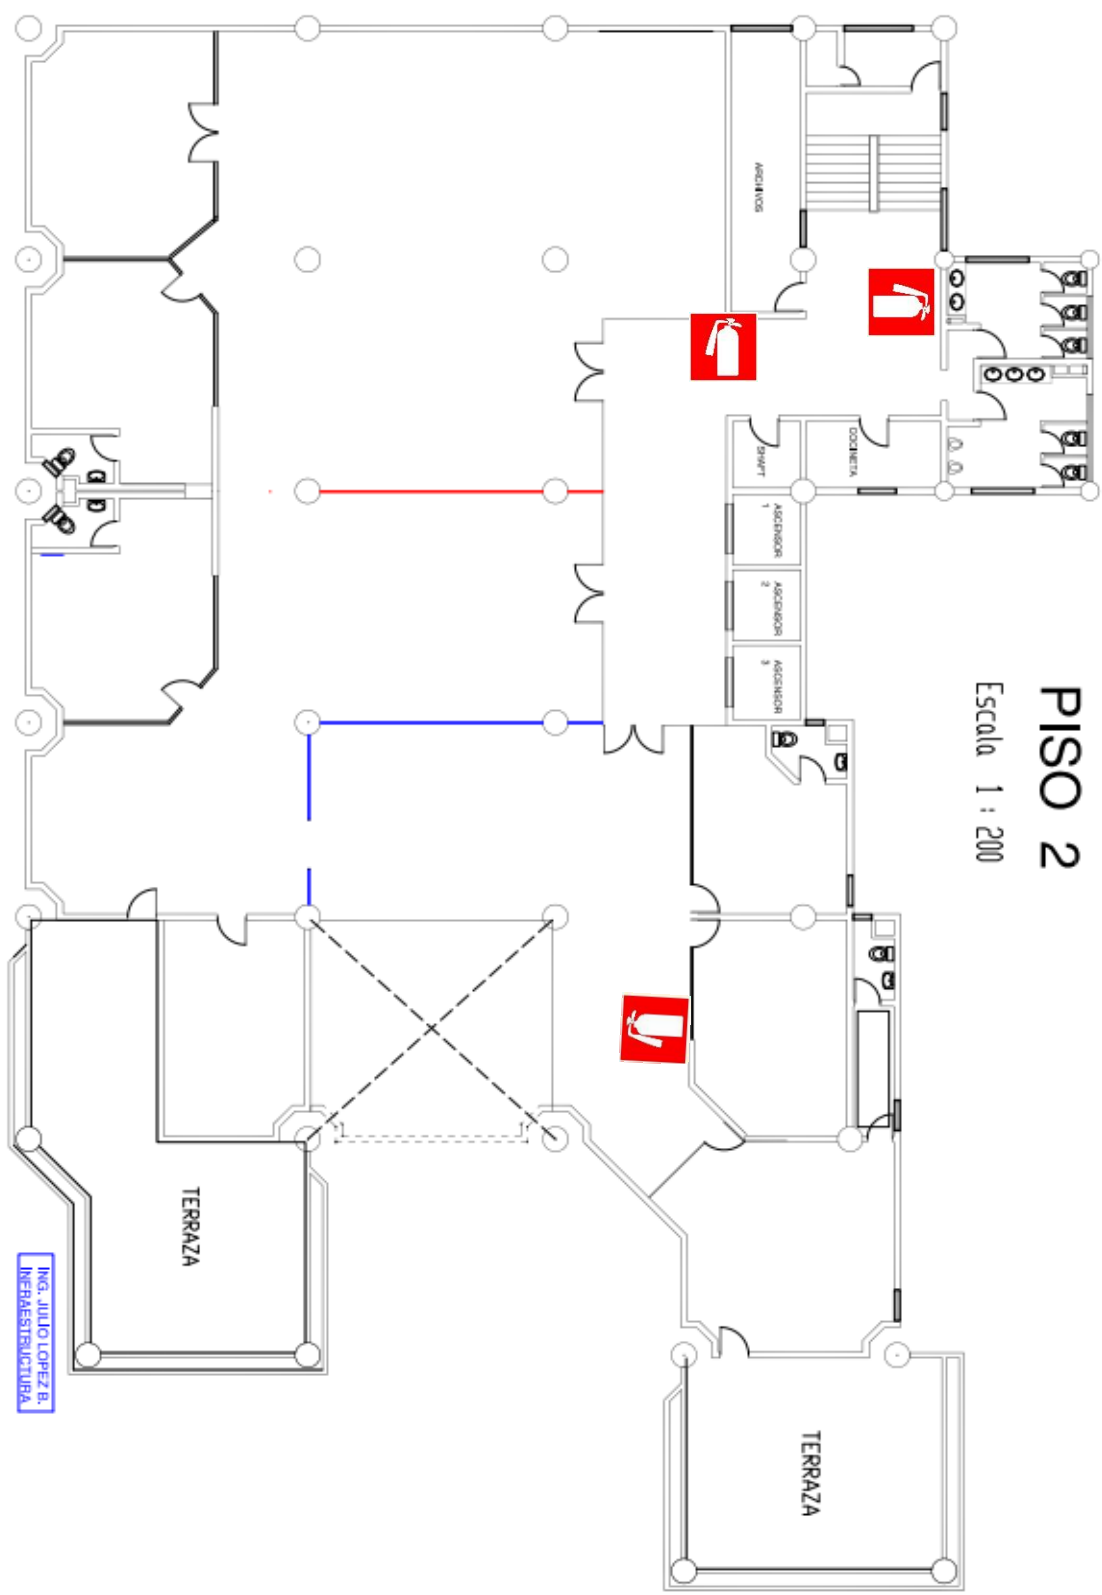 PISO 2
Escala 1 : 200
ARCHIVOS
SHAFT
COCINETA
ASCENSOR
1
ASCENSOR
2
ASCENSOR
3
TERRAZA
TERRAZA
ING. JULIO LOPEZ B.
INFRAESTRUCTURA